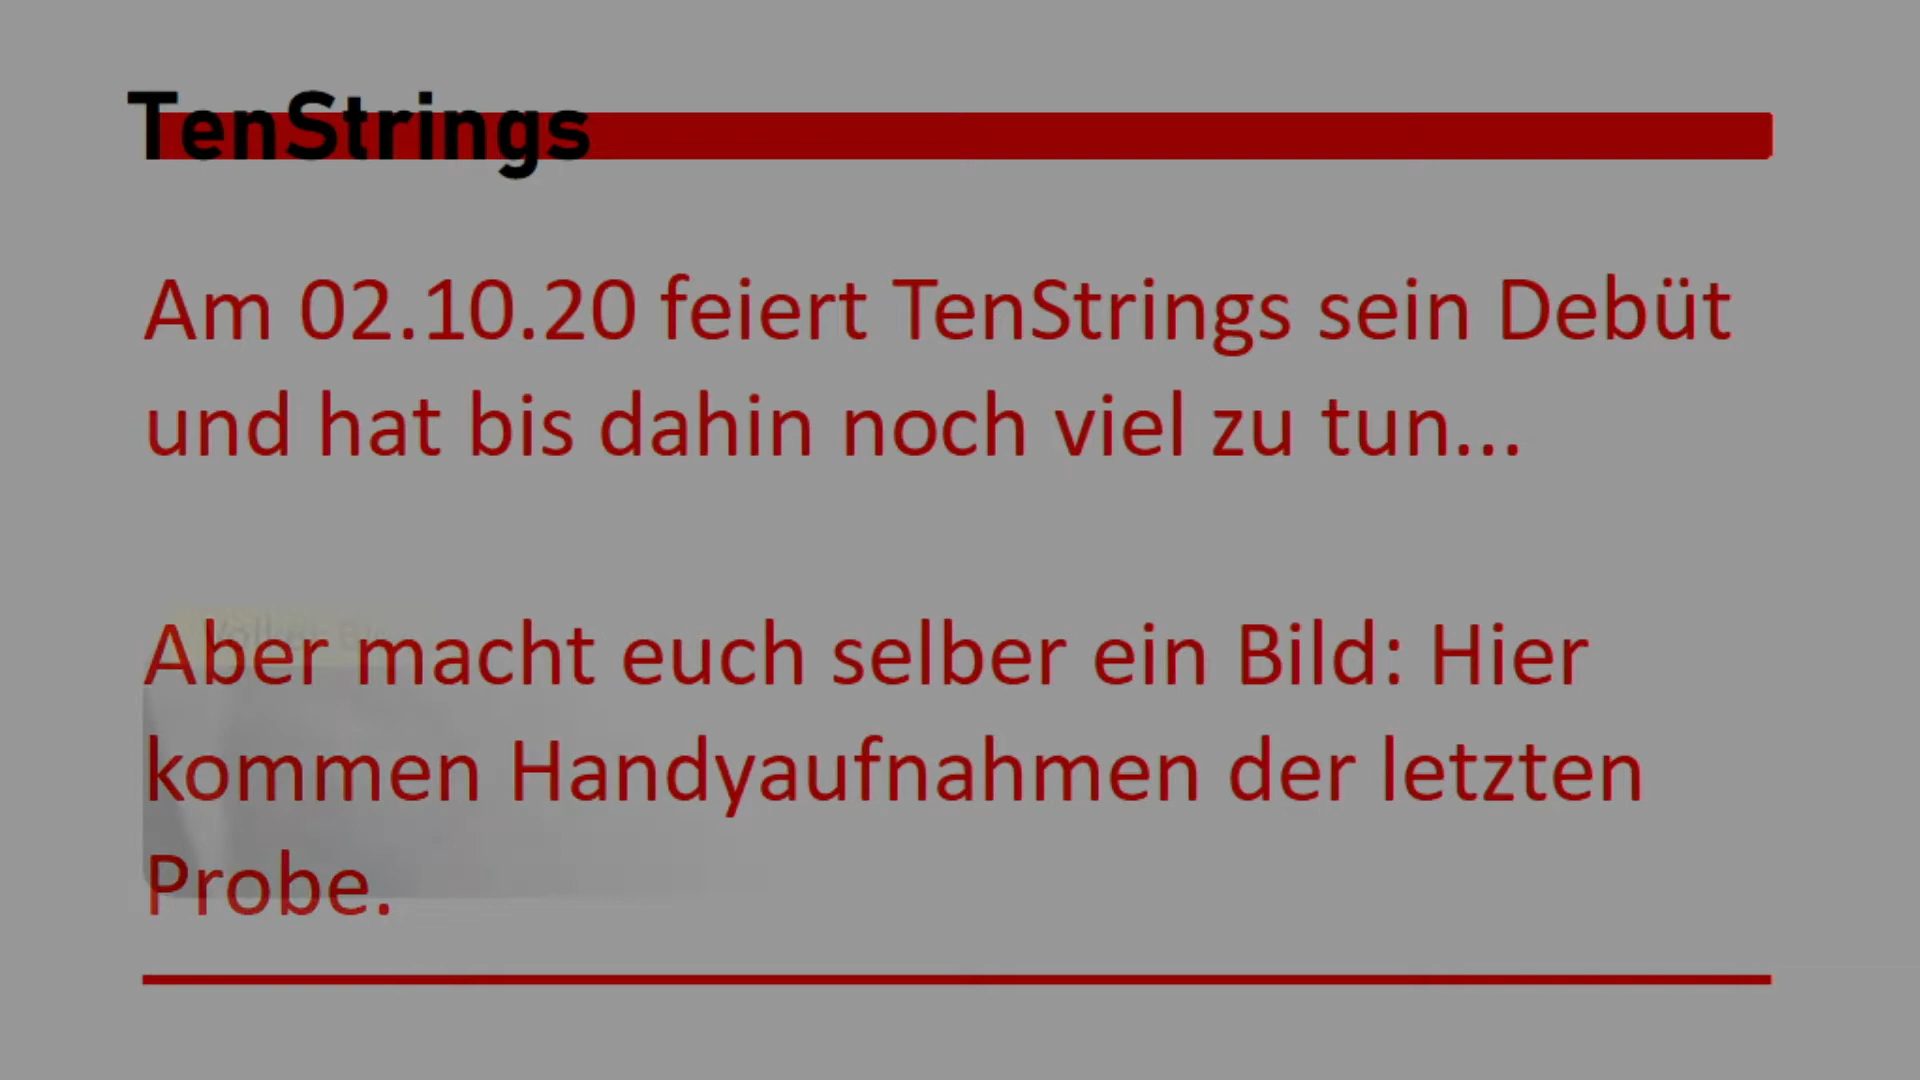 TenStrings
Am 02.10.20 feiert TenStrings sein Debüt
und hat bis dahin noch viel zu tun...
Aber macht euch selber ein Bild: Hier
kommen Handyaufnahmen der letzten
Probe.